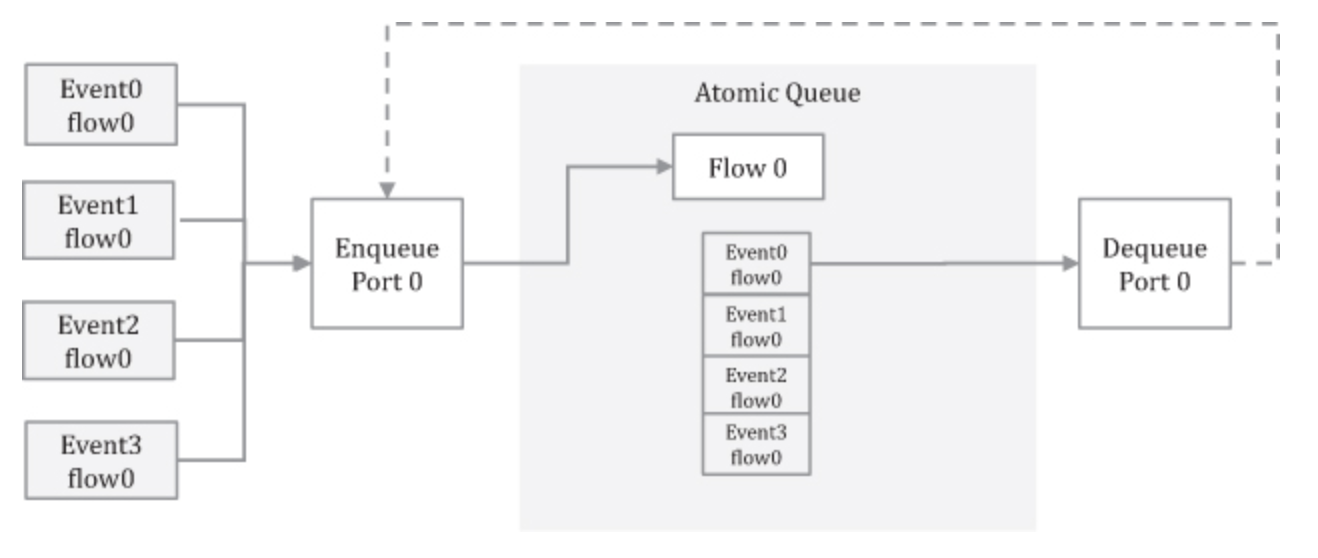 Event0
flow0
Event1
flow0
Event2
flow0
Event3
flow0
Enqueue
Port 0
Atomic Queue
Flow 0
Event0
flow0
Event1
flow0
Event2
flow0
Event3
flow0
Dequeue
Port 0